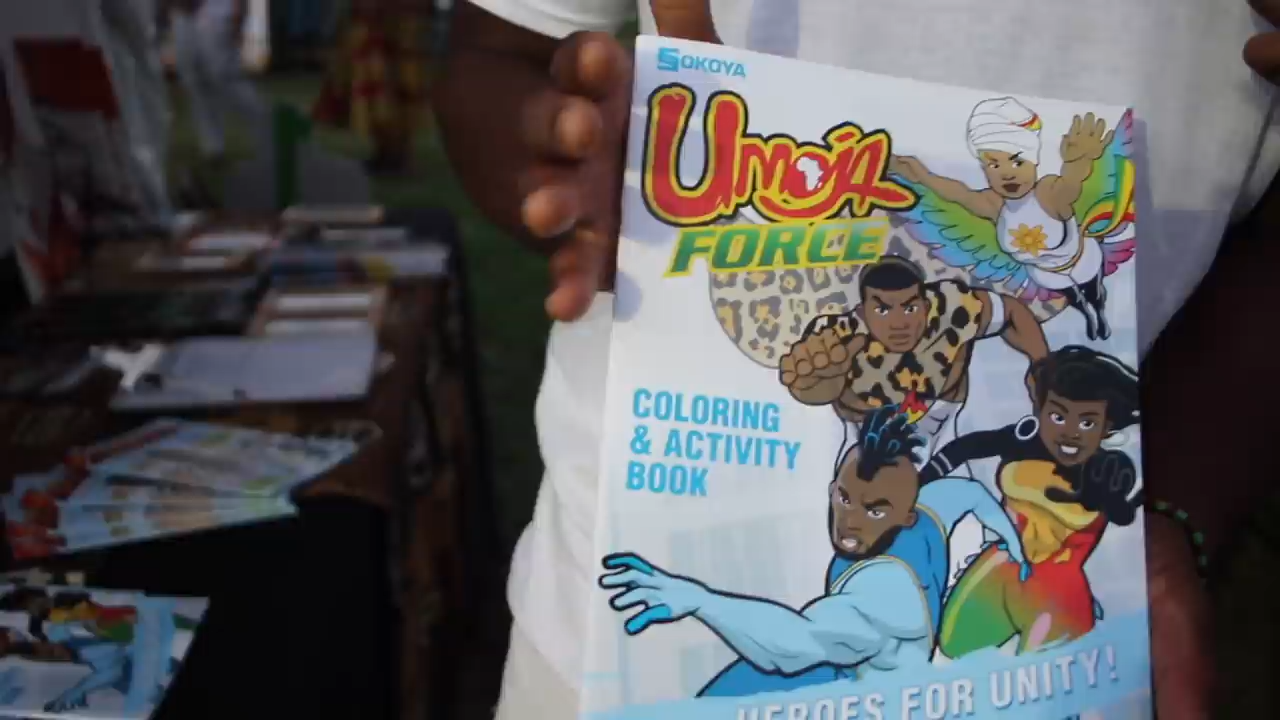 SOKOYA
Umoja
FORCE
COLORING
& ACTIVITY
BOOK
HEROES FOR UNITY!